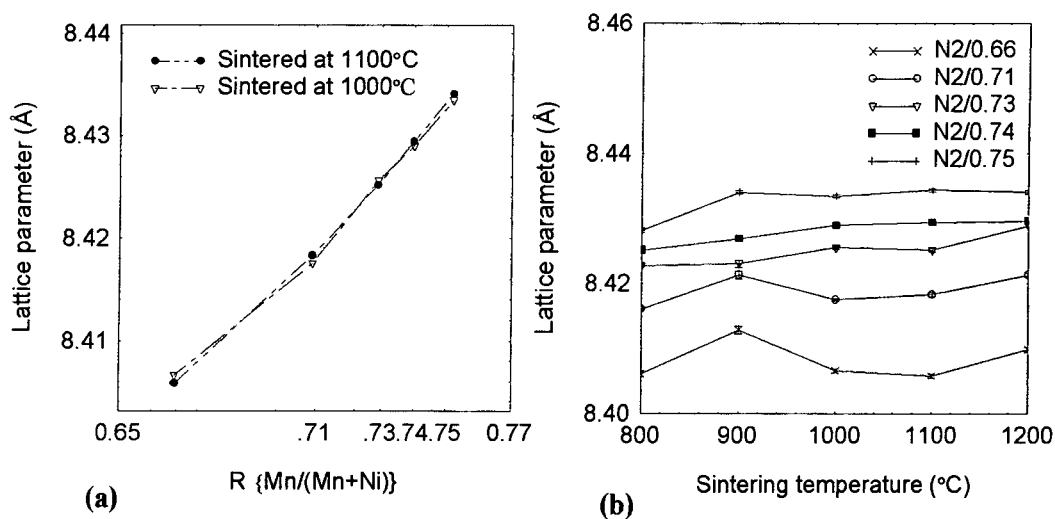 8.44
8.43
8.42
8.41
Lattice parameter (Å)
Sintered at 1100°C
Sintered at 1000°C
0.65
.71
.73
.74
.75
0.77
R {Mn/(Mn+Ni)}
(a)
8.46
8.44
8.42
8.40
Lattice parameter (Å)
N2/0.66
N2/0.71
N2/0.73
N2/0.74
N2/0.75
800
900
1000
1100
1200
Sintering temperature (°C)
(b)